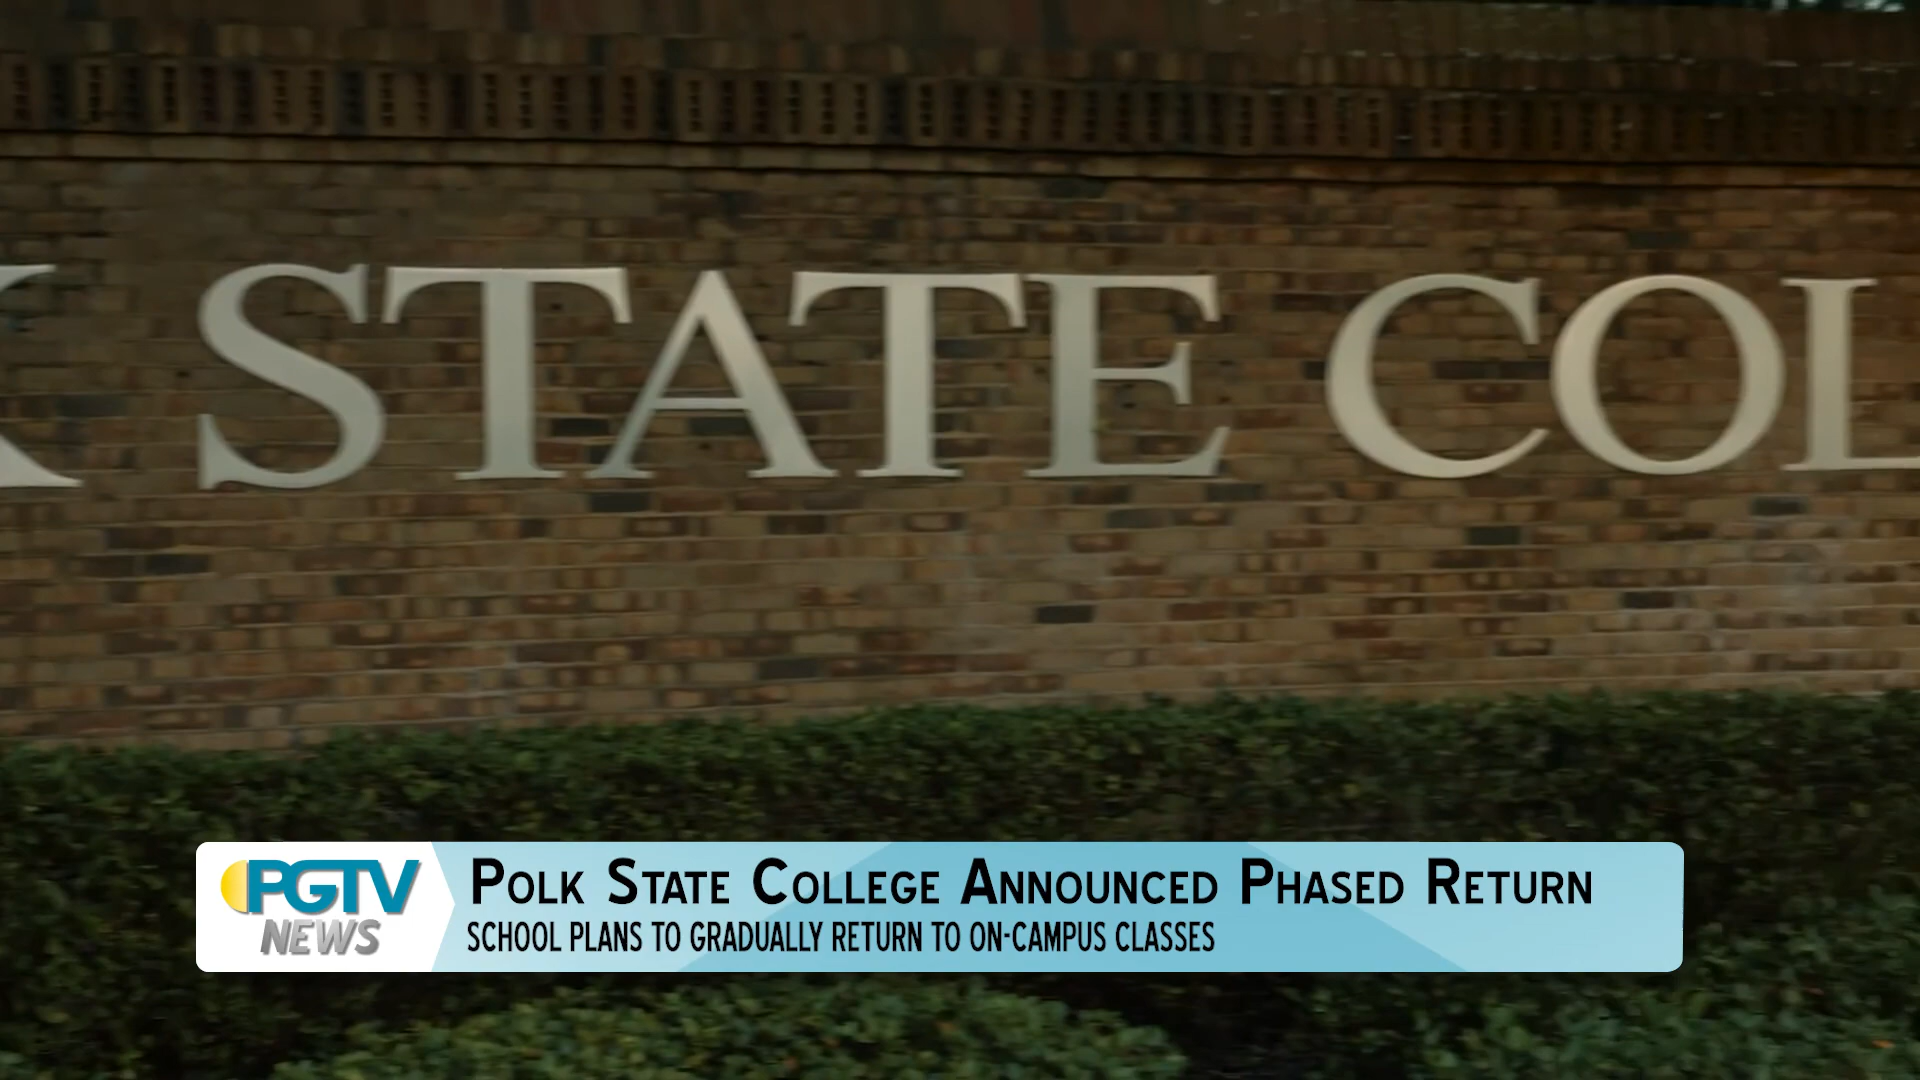 K STATE COL
PGTV
NEWS
POLK STATE COLLEGE ANNOUNCED PHASED RETURN
SCHOOL PLANS TO GRADUALLY RETURN TO ON-CAMPUS CLASSES